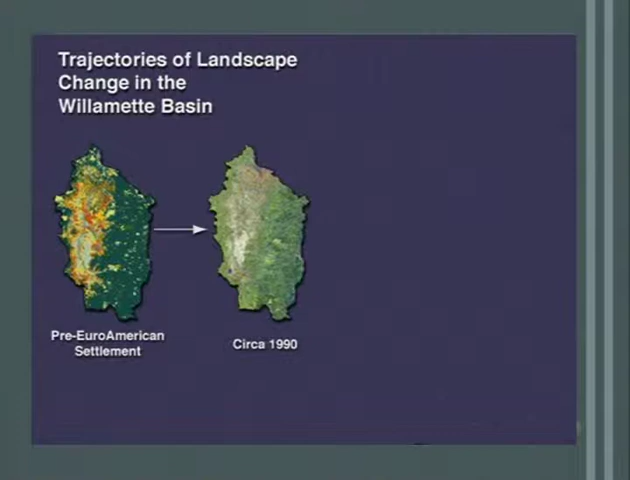 Trajectories of Landscape
Change in the
Willamette Basin
Pre-EuroAmerican
Settlement
Circa 1990